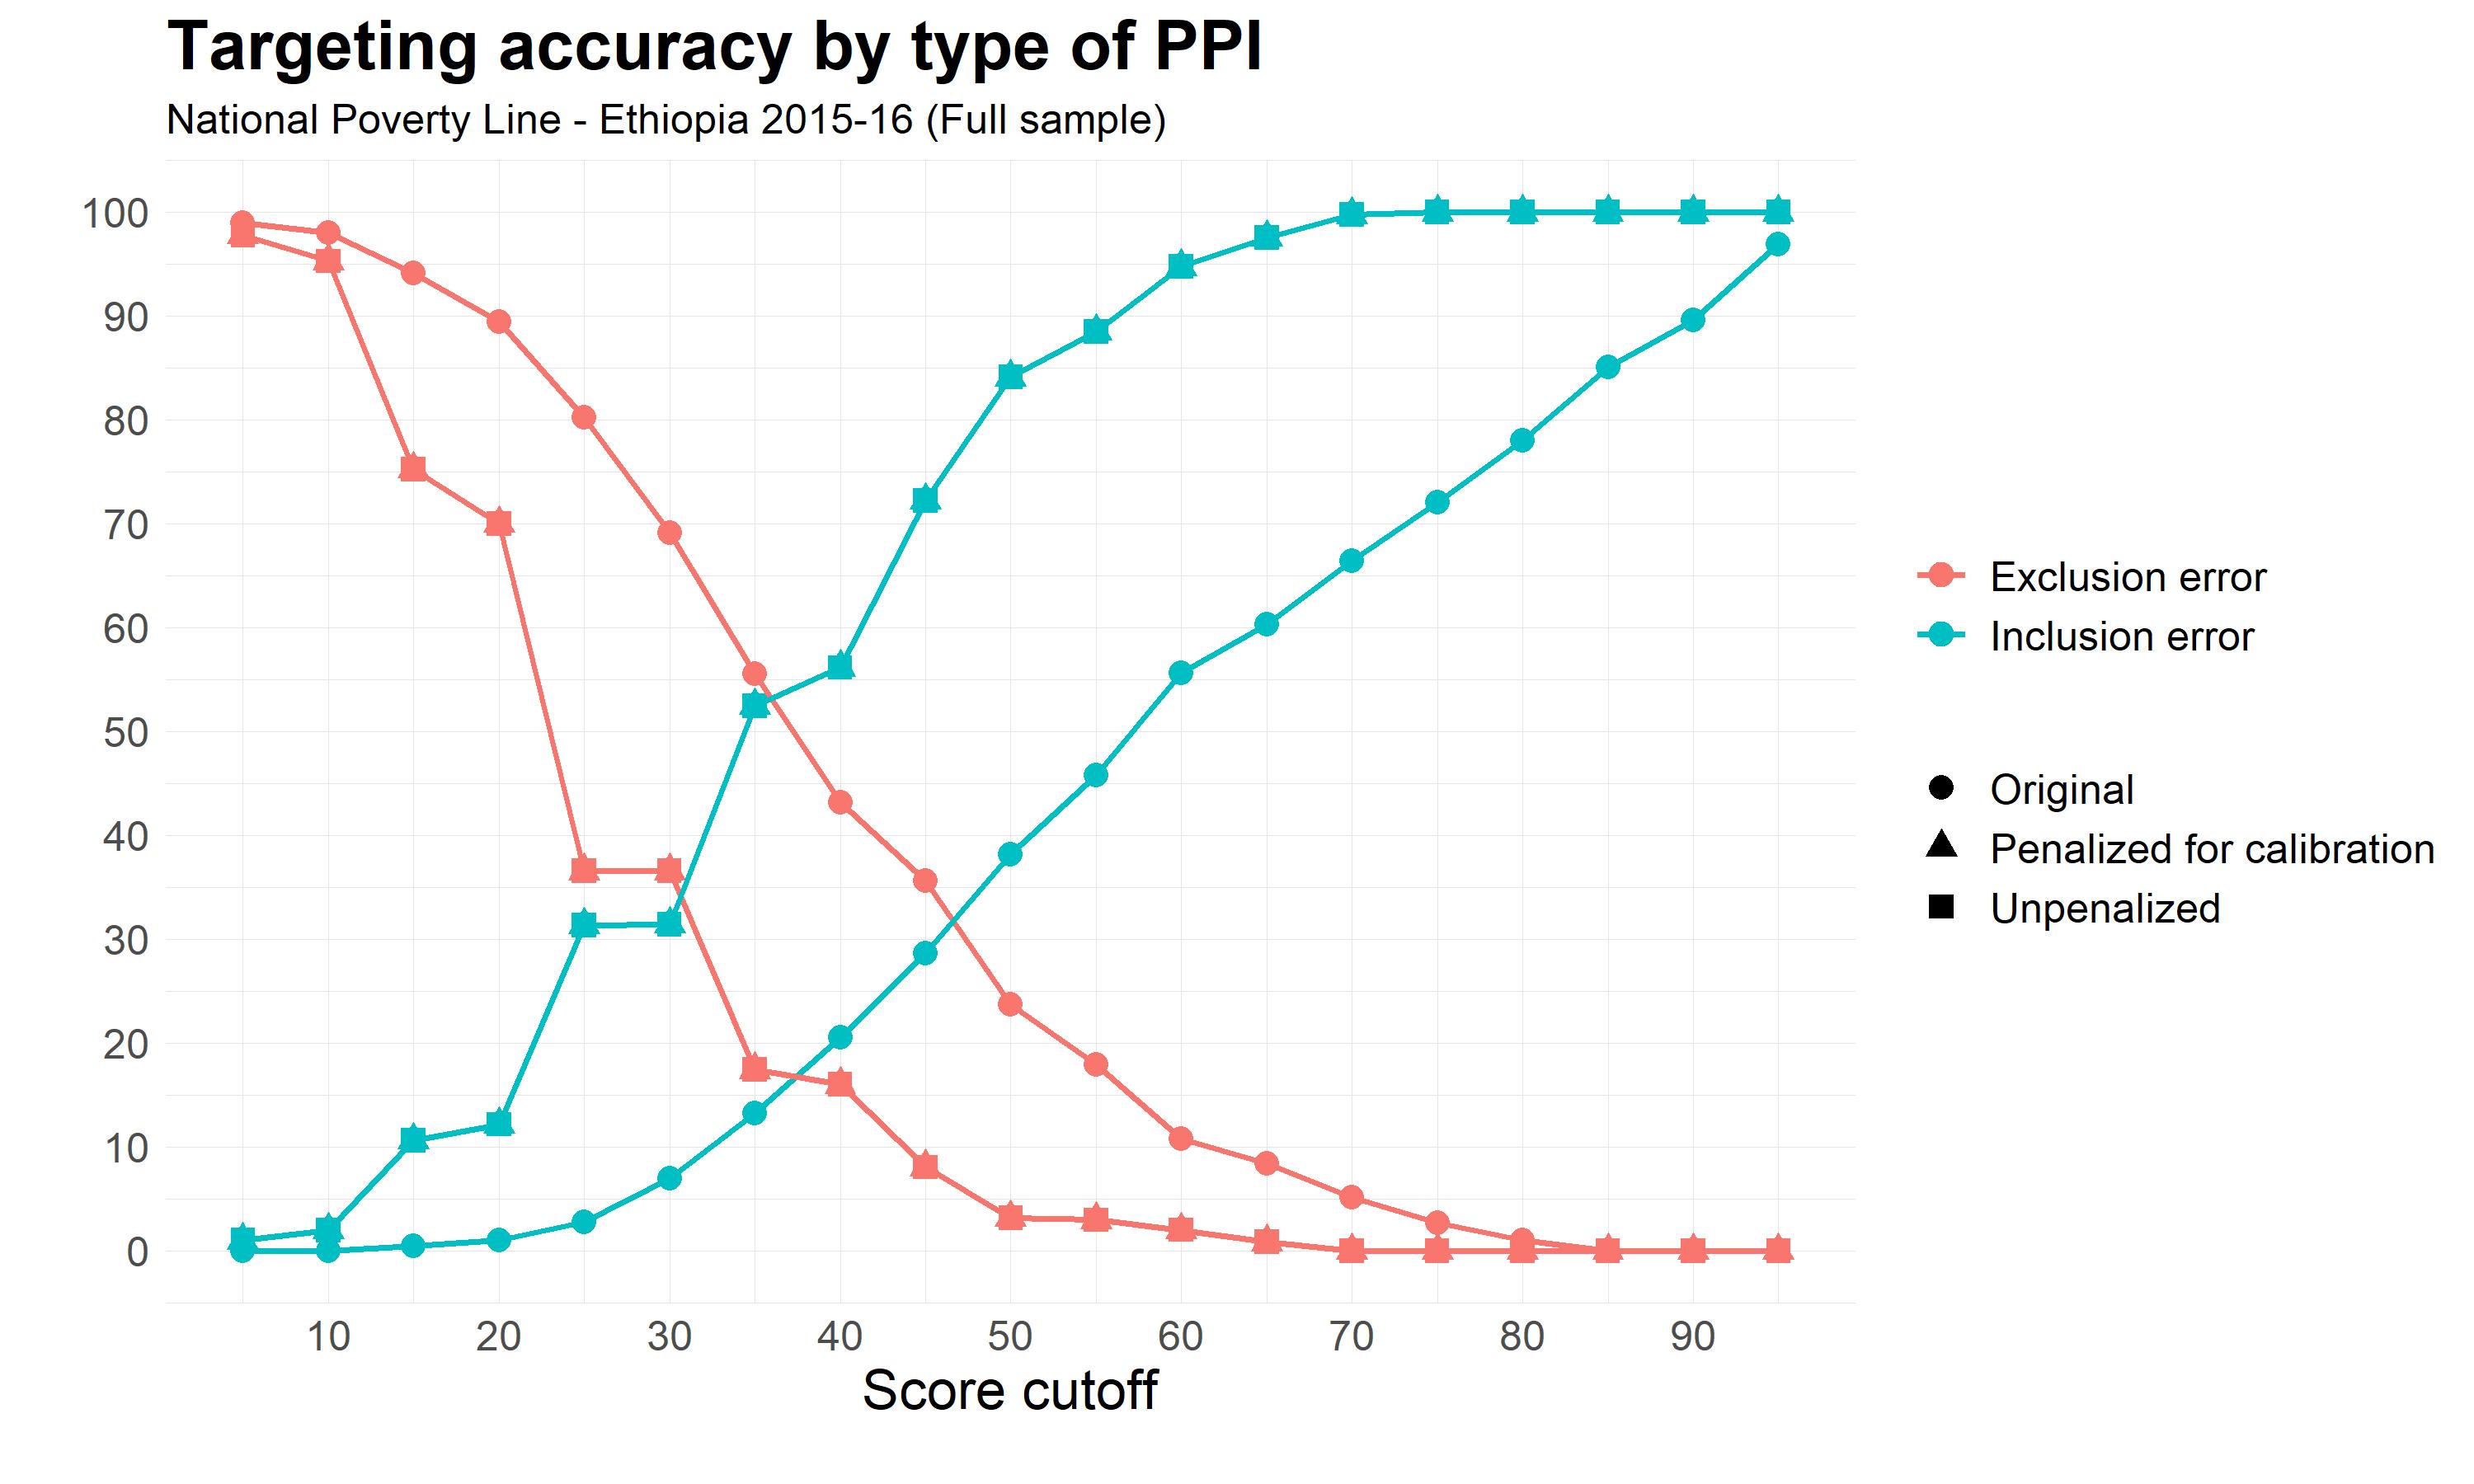 Targeting accuracy by type of PPI
National Poverty Line - Ethiopia 2015-16 (Full sample)
100
90
80
70
60
50
40
30
20
10
0
10 20 30 40 50 60 70 80 90
Score cutoff
Exclusion error
Inclusion error
Original
Penalized for calibration
Unpenalized